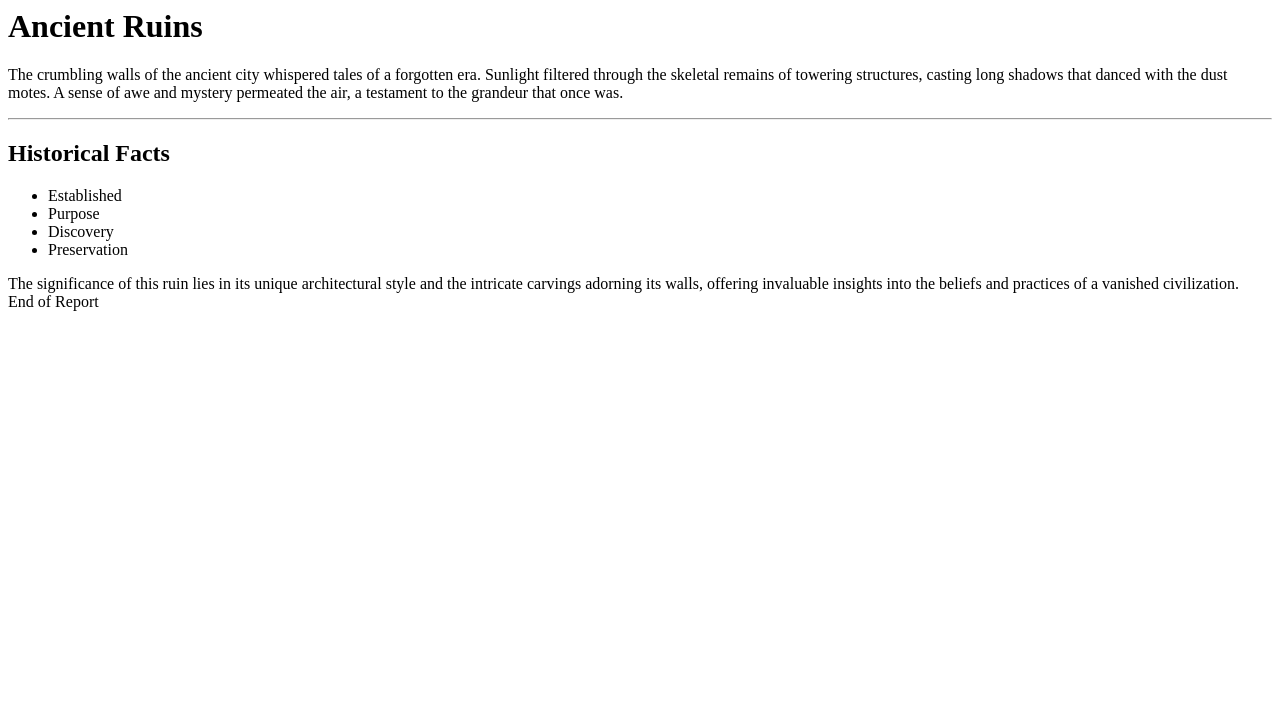 Ancient Ruins
The crumbling walls of the ancient city whispered tales of a forgotten era. Sunlight filtered through the skeletal remains of towering structures, casting long shadows that danced with the dust
motes. A sense of awe and mystery permeated the air, a testament to the grandeur that once was.
Historical Facts
Established
Purpose
Discovery
Preservation
The significance of this ruin lies in its unique architectural style and the intricate carvings adorning its walls, offering invaluable insights into the beliefs and practices of a vanished civilization.
End of Report